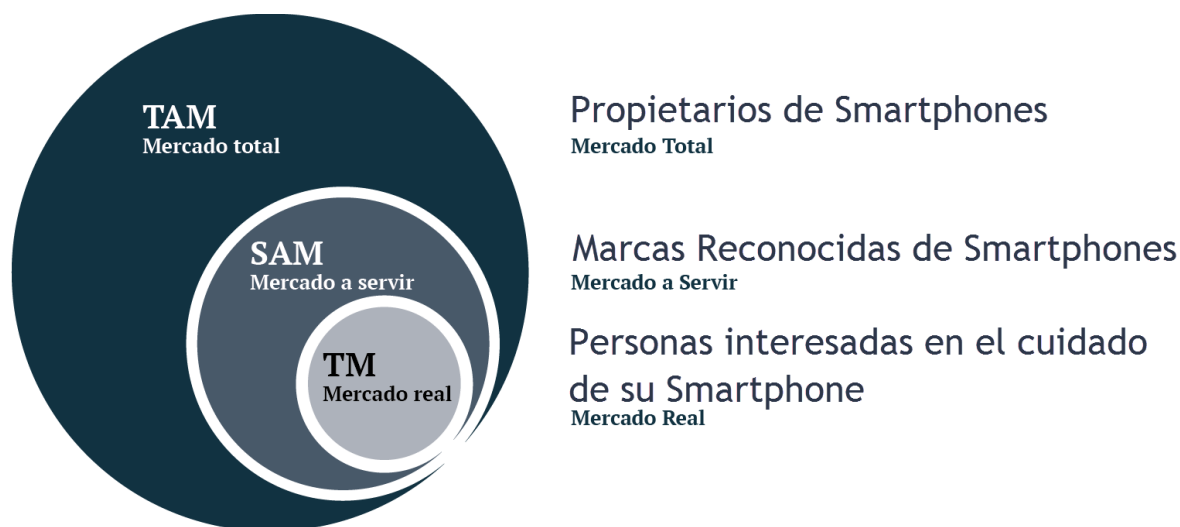 TAM
Mercado total
SAM
Mercado a servir
TM
Mercado real
Propietarios de Smartphones
Mercado Total
Marcas Reconocidas de Smartphones
Mercado a Servir
Personas interesadas en el cuidado
de su Smartphone
Mercado Real